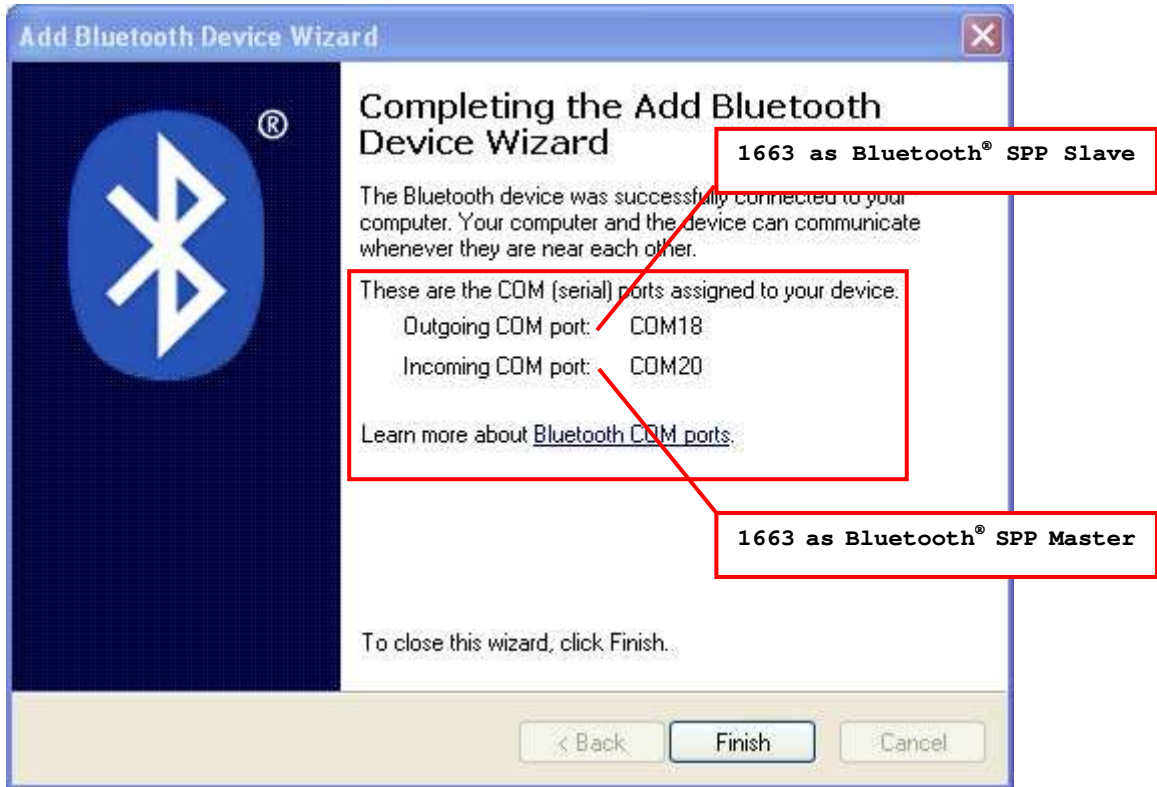 Add Bluetooth Device Wizard
®
Completing the Add Bluetooth
Device Wizard
1663 as Bluetooth® SPP Slave
The Bluetooth device was successfully connected to your
computer. Your computer and the device can communicate
whenever they are near each other.
These are the COM (serial) ports assigned to your device.
Outgoing COM port: COM18
Incoming COM port: COM20
Learn more about Bluetooth COM ports.
1663 as Bluetooth® SPP Master
To close this wizard, click Finish.
< Back Finish Cancel